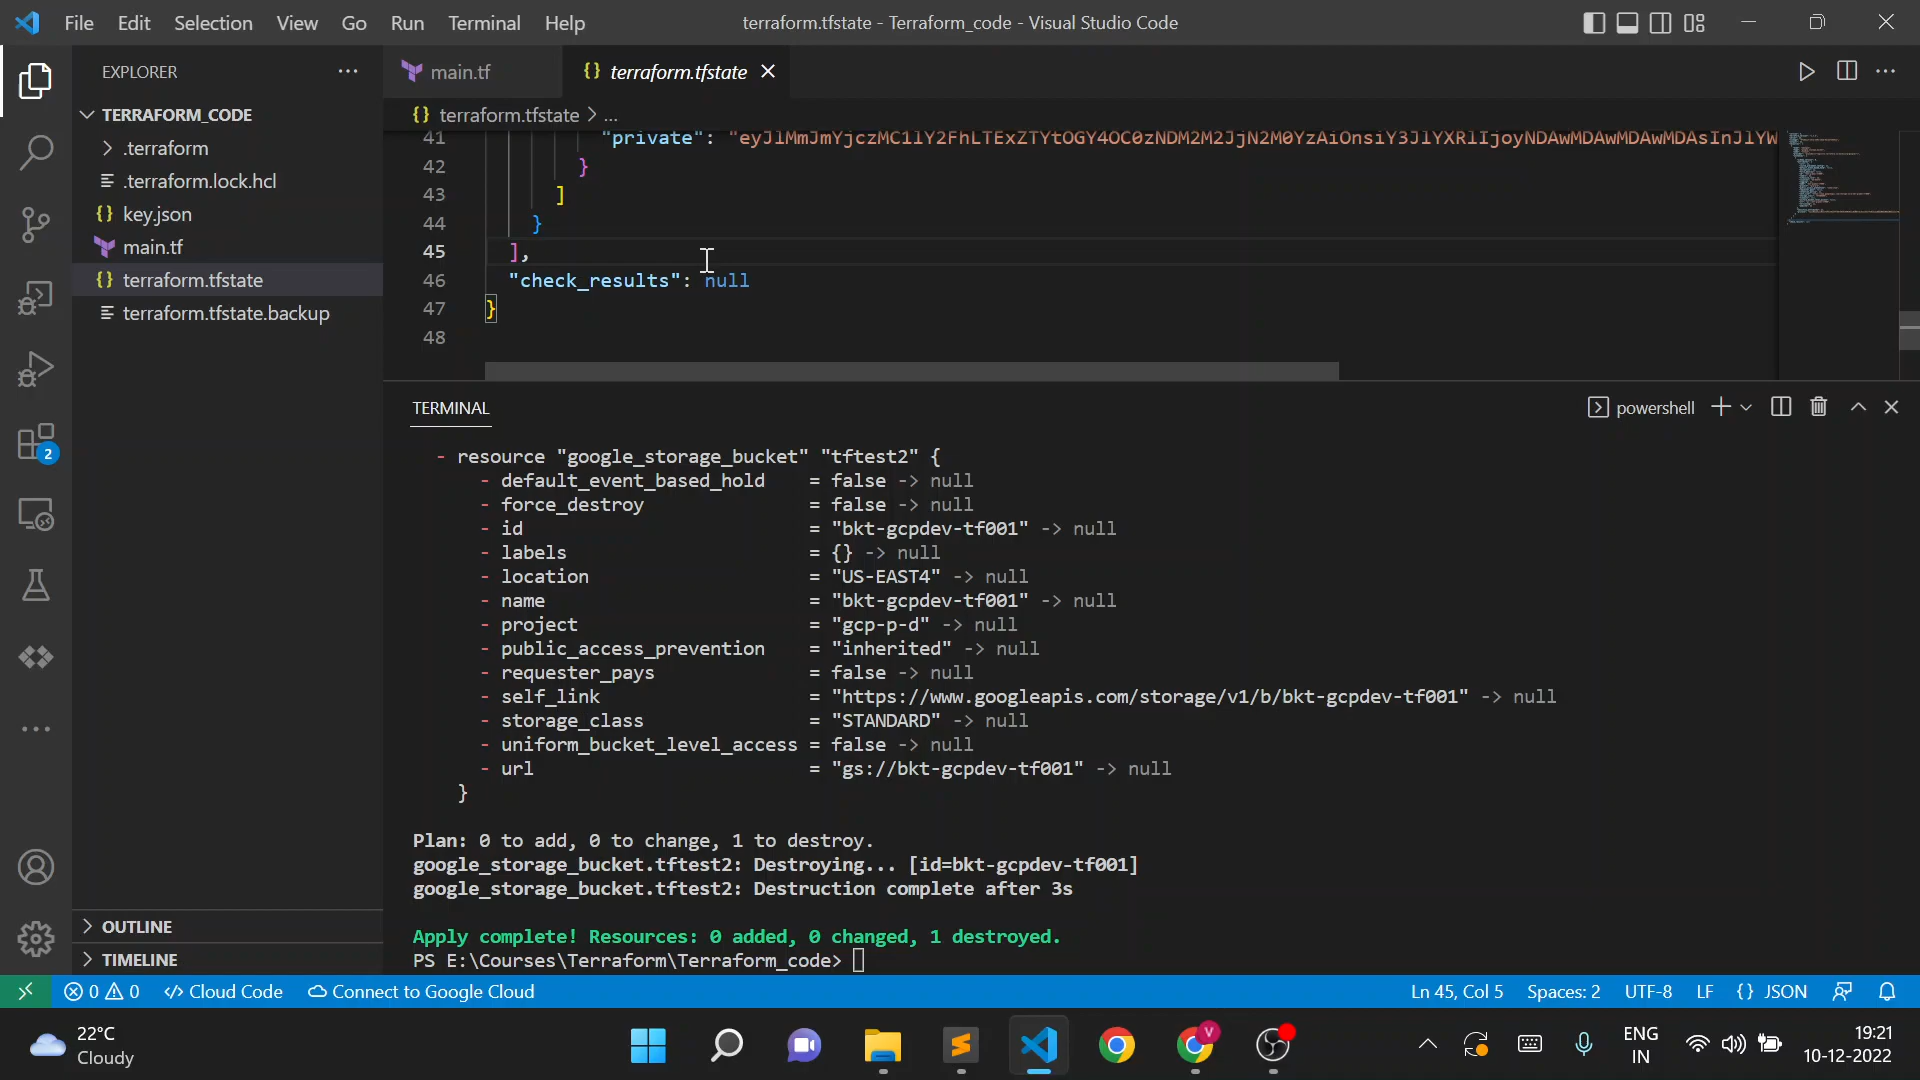 File Edit Selection View Go Run Terminal Help
terraform.tfstate - Terraform_code - Visual Studio Code
EXPLORER
TERRAFORM_CODE
.terraform
.terraform.lock.hcl
key.json
main.tf
terraform.tfstate
terraform.tfstate.backup
2
OUTLINE
TIMELINE
main.tf
terraform.tfstate
terraform.tfstate > ...
41 "private":
42 }
43 ]
44 }
45 ],
46 "check_results": null
47 }
48
TERMINAL
powershell
- resource "google_storage_bucket" "tftest2" {
- default_event_based_hold = false -> null
- force_destroy = false -> null
- id = "bkt-gcpdev-tf001" -> null
- labels = {} -> null
- location = "US-EAST4" -> null
- name = "bkt-gcpdev-tf001" -> null
- project = "gcp-p-d" -> null
- public_access_prevention = "inherited" -> null
- requester_pays = false -> null
- self_link = "https://www.googleapis.com/storage/v1/b/bkt-gcpdev-tf001" -> null
- storage_class = "STANDARD" -> null
- uniform_bucket_level_access = false -> null
- url = "gs://bkt-gcpdev-tf001" -> null
}
Plan: 0 to add, 0 to change, 1 to destroy.
google_storage_bucket.tftest2: Destroying... [id=bkt-gcpdev-tf001]
google_storage_bucket.tftest2: Destruction complete after 3s
Apply complete! Resources: 0 added, 0 changed, 1 destroyed.
PS E:\Courses\Terraform\Terraform_code>
0 0 Cloud Code Connect to Google Cloud
Ln 45, Col 5 Spaces: 2 UTF-8 LF {} JSON
22°C
Cloudy
V
ENG
IN
19:21
10-12-2022